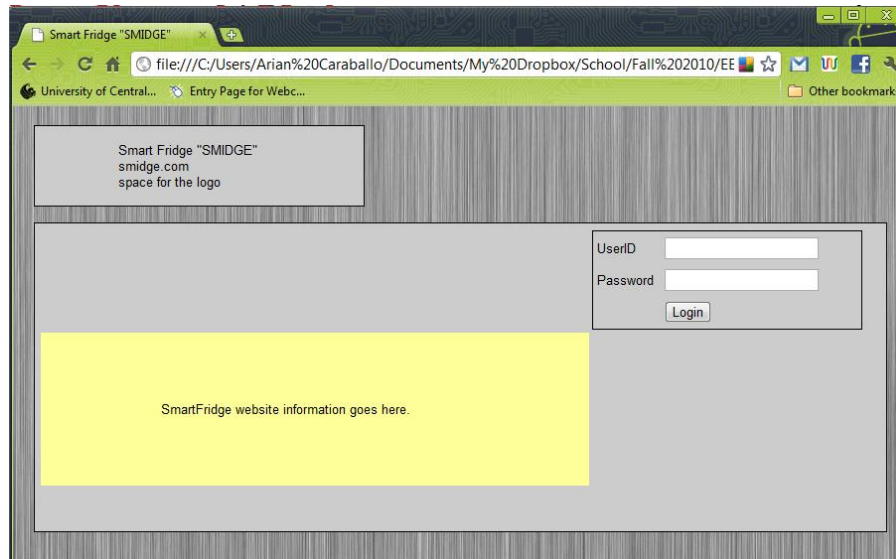 Smart Fridge "SMIDGE"
file:///C:/Users/Arian%20Caraballo/Documents/My%20Dropbox/School/Fall%202010/EE
University of Central... Entry Page for Webc... Other bookmark
Smart Fridge "SMIDGE"
smidge.com
space for the logo
UserID
Password
Login
SmartFridge website information goes here.